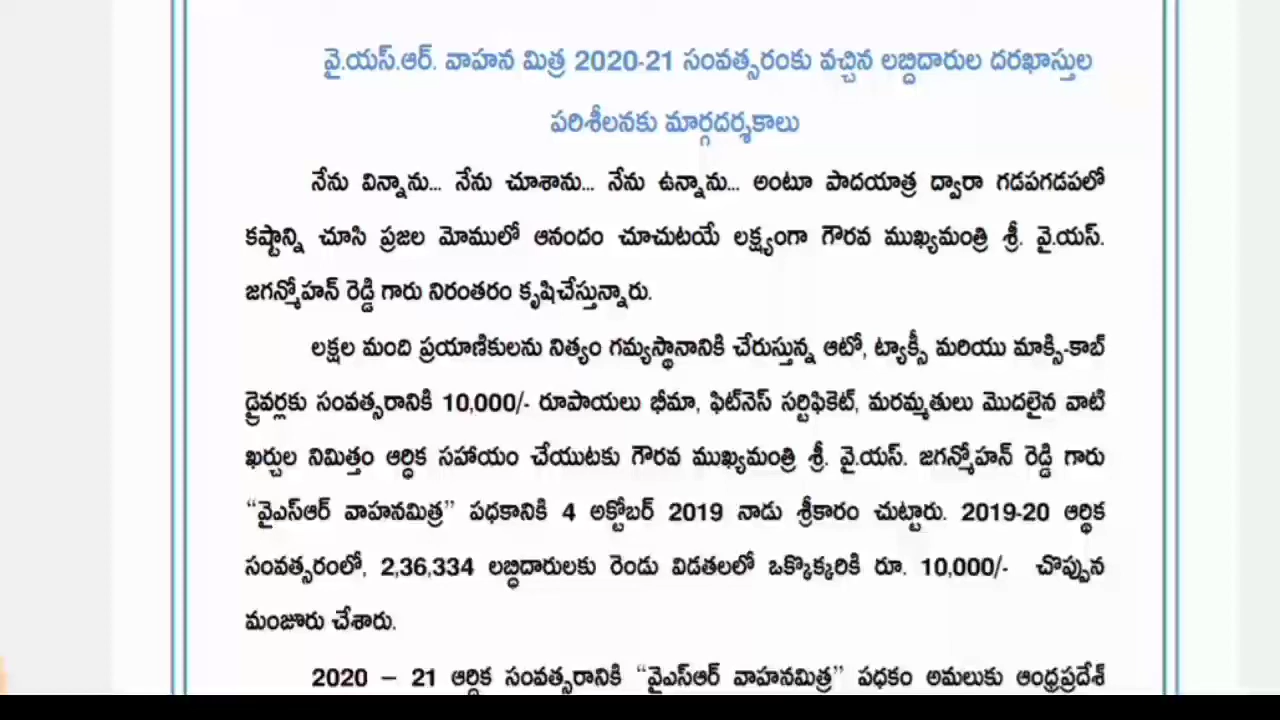 వై.యస్.ఆర్. వాహన మిత్ర 2020-21 సంవత్సరంకు వచ్చిన లబ్దిదారుల దరఖాస్తుల
పరిశీలనకు మార్గదర్శకాలు
నేను విన్నాను... నేను చూశాను... నేను ఉన్నాను... అంటూ పాదయాత్ర ద్వారా గడపగడపలో
కష్టాన్ని చూసి ప్రజల మోములో ఆనందం చూచుటయే లక్ష్యంగా గౌరవ ముఖ్యమంత్రి శ్రీ. వై.యస్.
జగన్మోహన్ రెడ్డి గారు నిరంతరం కృషిచేస్తున్నారు.
లక్షల మంది ప్రయాణికులను నిత్యం గమ్యస్థానానికి చేరుస్తున్న ఆటో, ట్యాక్సీ మరియు మాక్సి-కాబ్
డ్రైవర్లకు సంవత్సరానికి 10,000/- రూపాయలు భీమా, ఫిట్‌నెస్ సర్టిఫికెట్, మరమ్మతులు మొదలైన వాటి
ఖర్చుల నిమిత్తం ఆర్ధిక సహాయం చేయుటకు గౌరవ ముఖ్యమంత్రి శ్రీ. వై.యస్. జగన్మోహన్ రెడ్డి గారు
“వైఎస్ఆర్ వాహనమిత్ర” పధకానికి 4 అక్టోబర్ 2019 నాడు శ్రీకారం చుట్టారు. 2019-20 ఆర్థిక
సంవత్సరంలో, 2,36,334 లబ్ధిదారులకు రెండు విడతలలో ఒక్కొక్కరికి రూ. 10,000/- చొప్పున
మంజూరు చేశారు.
2020 – 21 ఆర్ధిక సంవత్సరానికి “వైఎస్ఆర్ వాహనమిత్ర” పధకం అమలుకు ఆంధ్రప్రదేశ్